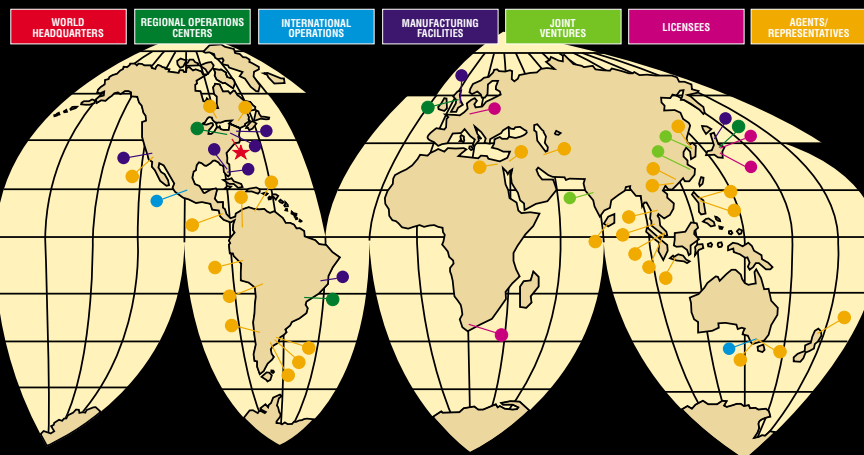 WORLD
HEADQUARTERS
REGIONAL OPERATIONS
CENTERS
INTERNATIONAL
OPERATIONS
MANUFACTURING
FACILITIES
JOINT
VENTURES
LICENSEES
AGENTS/
REPRESENTATIVES